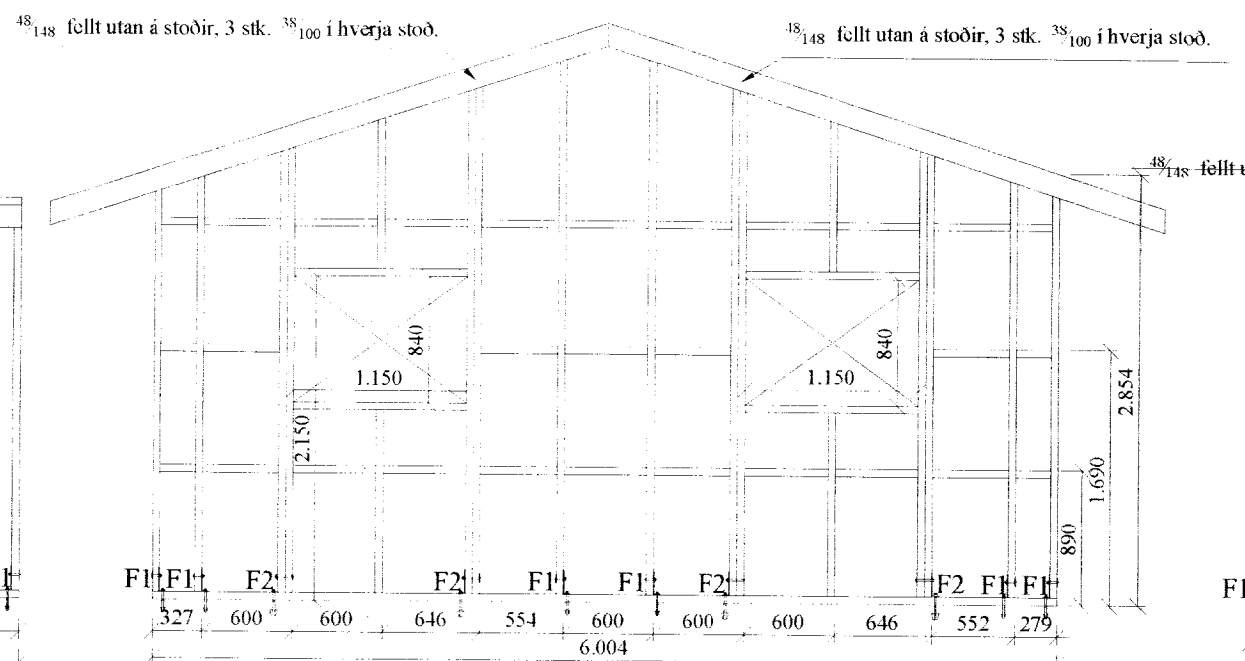 48/148 fellt utan á stoðir, 3 stk. 38/100 í hverja stoð.
48/148 fellt utan á stoðir, 3 stk. 38/100 í hverja stoð.
48/148 fellt
840
1.150
2.150
840
1.150
2.854
1.690
890
F1 F1 F2 F2 F1 F1 F2 F2 F1 F1
F1
327 600 600 646 554 600 600 600 646 552 279
6.004